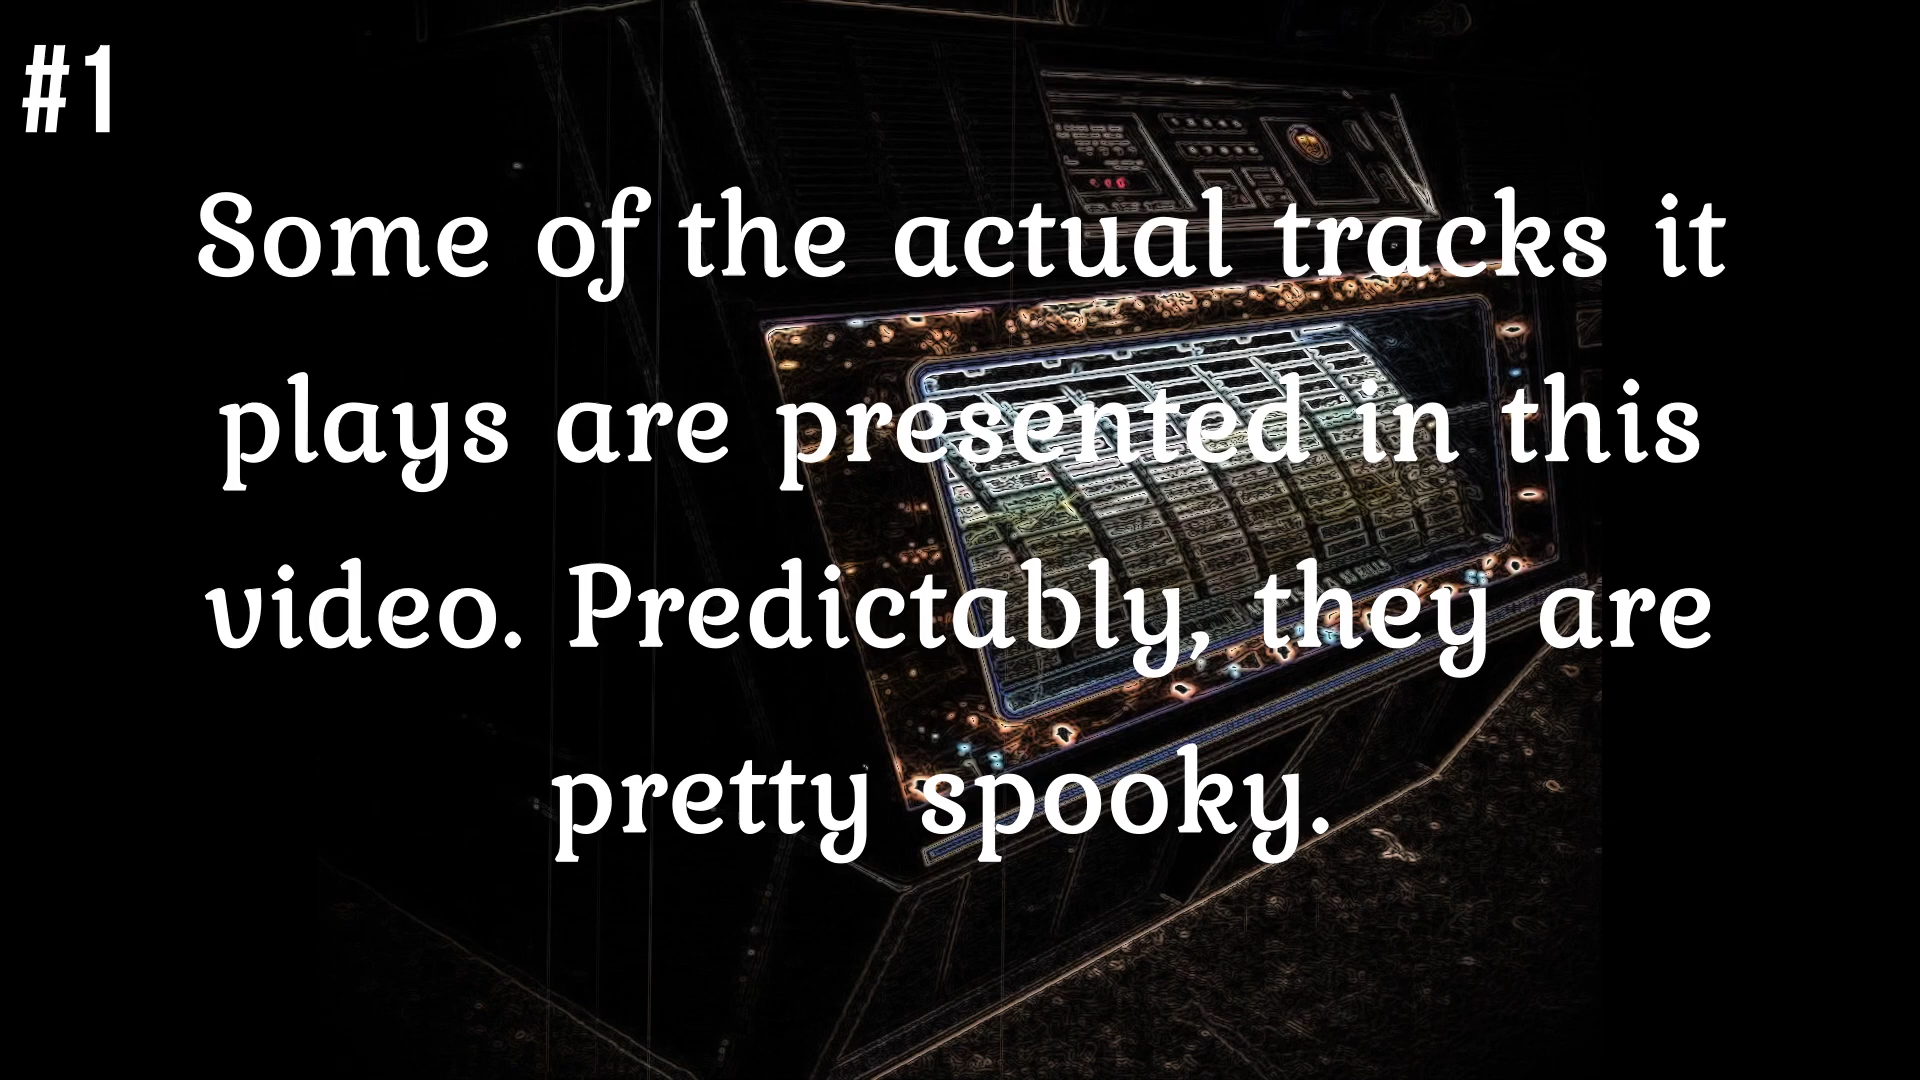 #1
Some of the actual tracks it
plays are presented in this
video. Predictably, they are
pretty spooky.